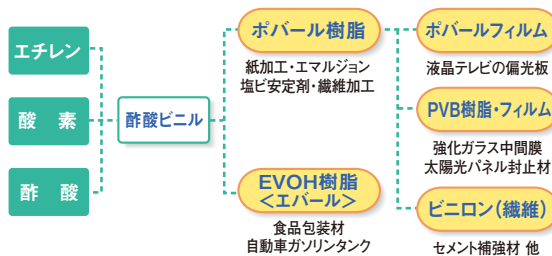 エチレン
酸 素
酢 酸
酢酸ビニル
ポバール樹脂
紙加工・エマルジョン
塩ビ安定剤・繊維加工
EVOH樹脂
<エバール>
食品包装材
自動車ガソリンタンク
ポバールフィルム
液晶テレビの偏光板
PVB樹脂・フィルム
強化ガラス中間膜
太陽光パネル封止材
ビニロン(繊維)
セメント補強材 他